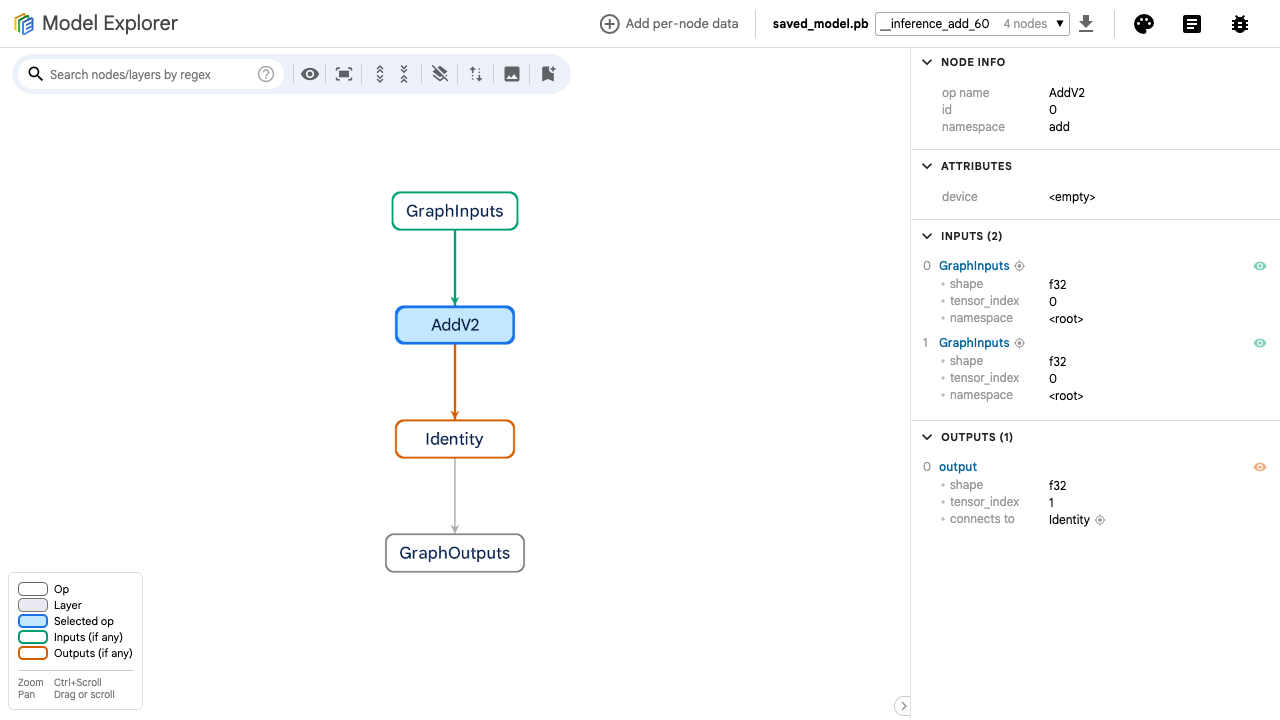 Model Explorer
Add per-node data
saved_model.pb
__inference_add_60 4 nodes
Search nodes/layers by regex
GraphInputs
AddV2
Identity
GraphOutputs
Op
Layer
Selected op
Inputs (if any)
Outputs (if any)
Zoom Ctrl+Scroll
Pan Drag or scroll
NODE INFO
op name AddV2
id 0
namespace add
ATTRIBUTES
device <empty>
INPUTS (2)
0 GraphInputs
• shape f32
• tensor_index 0
• namespace <root>
1 GraphInputs
• shape f32
• tensor_index 0
• namespace <root>
OUTPUTS (1)
0 output
• shape f32
• tensor_index 1
• connects to Identity